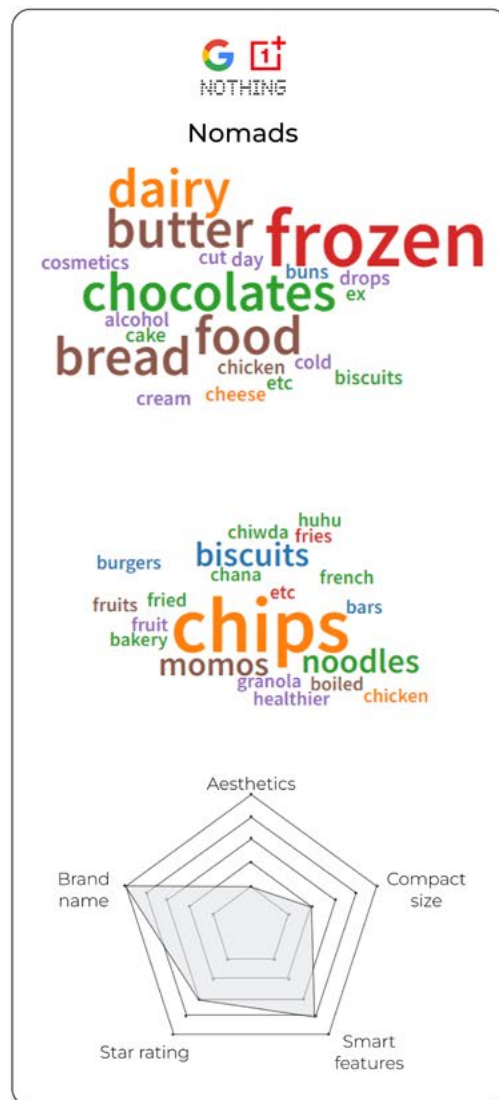 G 1+
NOTHING
Nomads
dairy
butter frozen
cosmetics cut day buns drops
chocolates ex
alcohol
cake food
bread chicken cold
etc biscuits
cream cheese
huhu
chiwda fries
burgers biscuits
chana french
etc
fruits fried chips bars
fruit
bakery
momos noodles
granola boiled
healthier chicken
Aesthetics
Brand Compact
name size
Star rating Smart
features